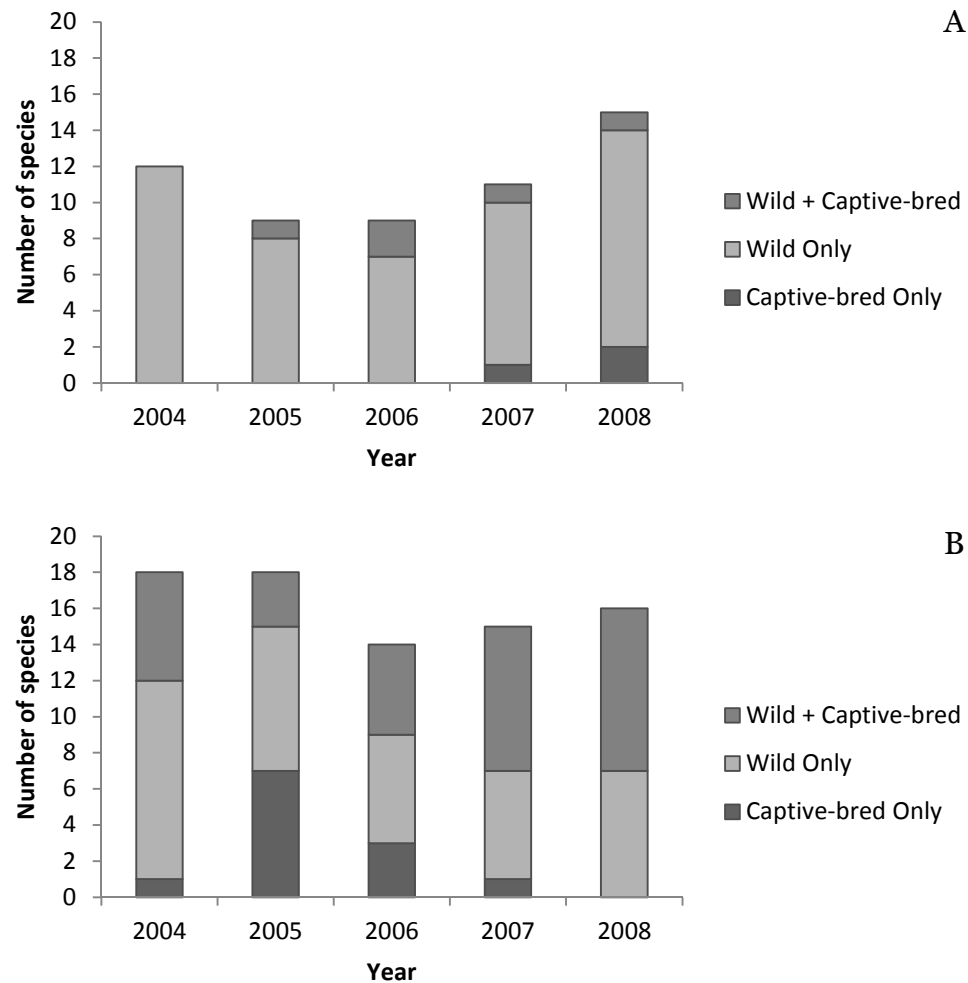 A
20
18
16
14
12
10
8
6
4
2
0
Number of species
2004 2005 2006 2007 2008
Year
Wild + Captive-bred
Wild Only
Captive-bred Only
B
20
18
16
14
12
10
8
6
4
2
0
Number of species
2004 2005 2006 2007 2008
Year
Wild + Captive-bred
Wild Only
Captive-bred Only